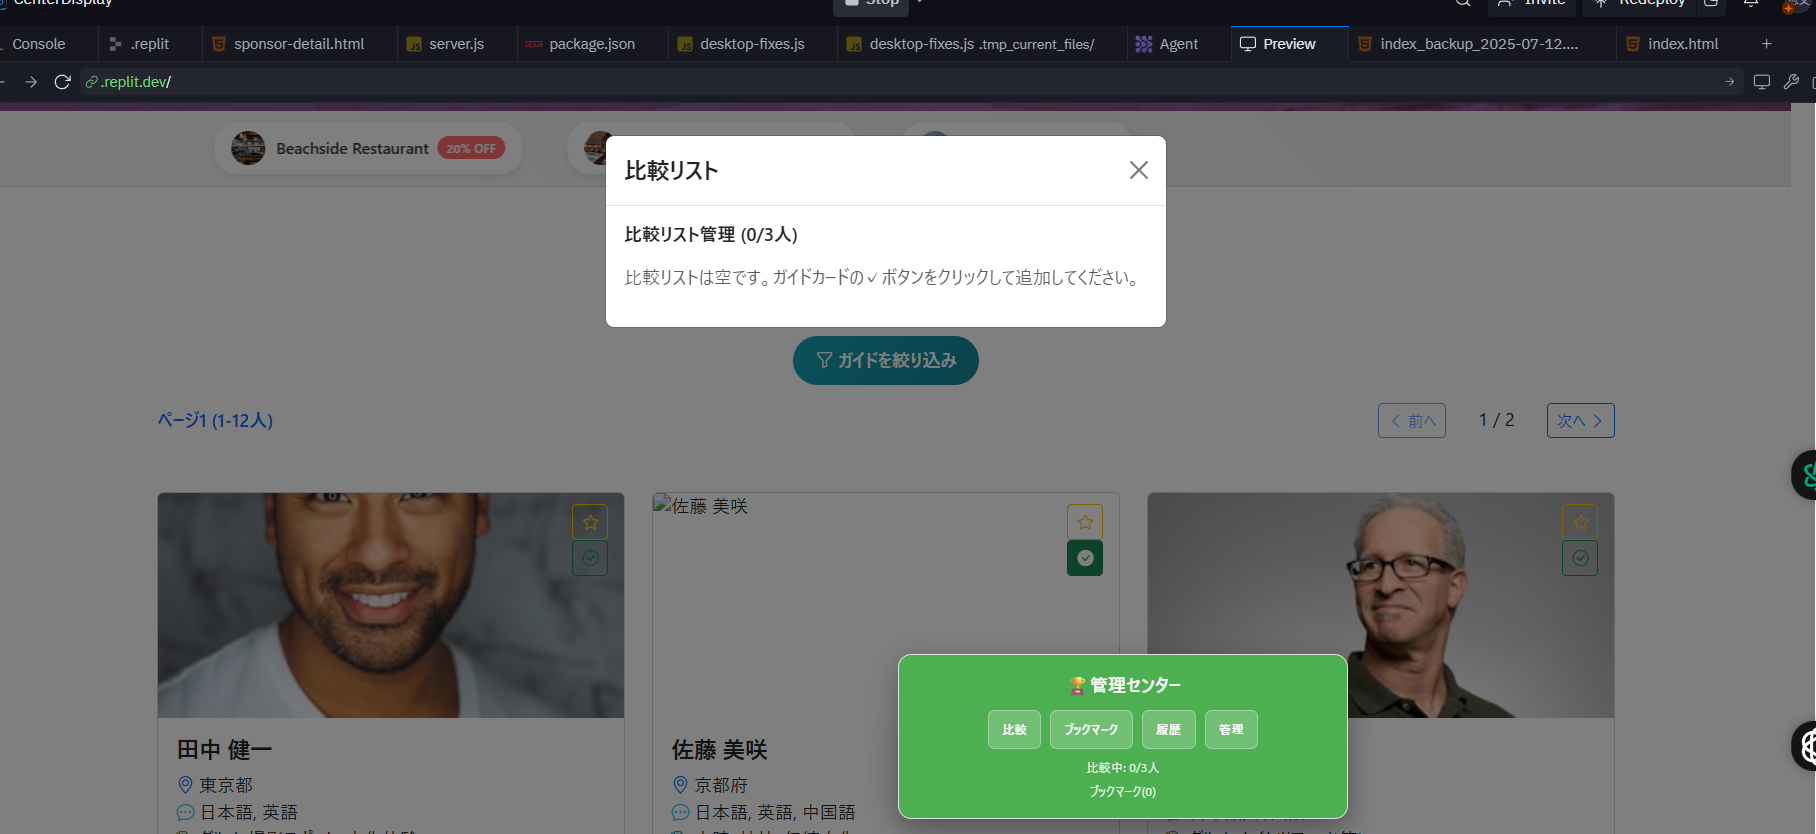 CenterDisplay
Stop
Invite
Redeploy
Console
.replit
sponsor-detail.html
server.js
package.json
desktop-fixes.js
desktop-fixes.js .tmp_current_files/
Agent
Preview
index_backup_2025-07-12....
index.html
.replit.dev/
Beachside Restaurant
20% OFF
比較リスト
比較リスト管理 (0/3人)
比較リストは空です。ガイドカードの✓ボタンをクリックして追加してください。
ガイドを絞り込み
ページ1 (1-12人)
前へ
1 / 2
次へ
佐藤 美咲
田中 健一
東京都
日本語, 英語
佐藤 美咲
京都府
日本語, 英語, 中国語
🏆 管理センター
比較
ブックマーク
履歴
管理
比較中: 0/3人
ブックマーク(0)